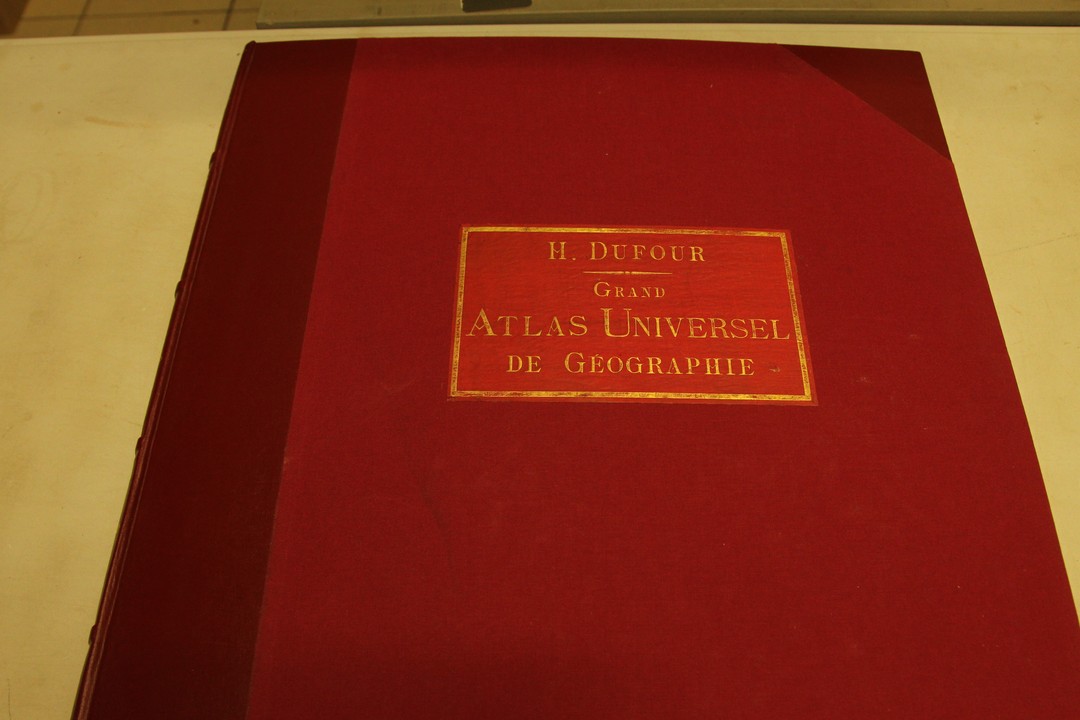 H. DUFOUR
GRAND
ATLAS UNIVERSEL
DE GÉOGRAPHIE